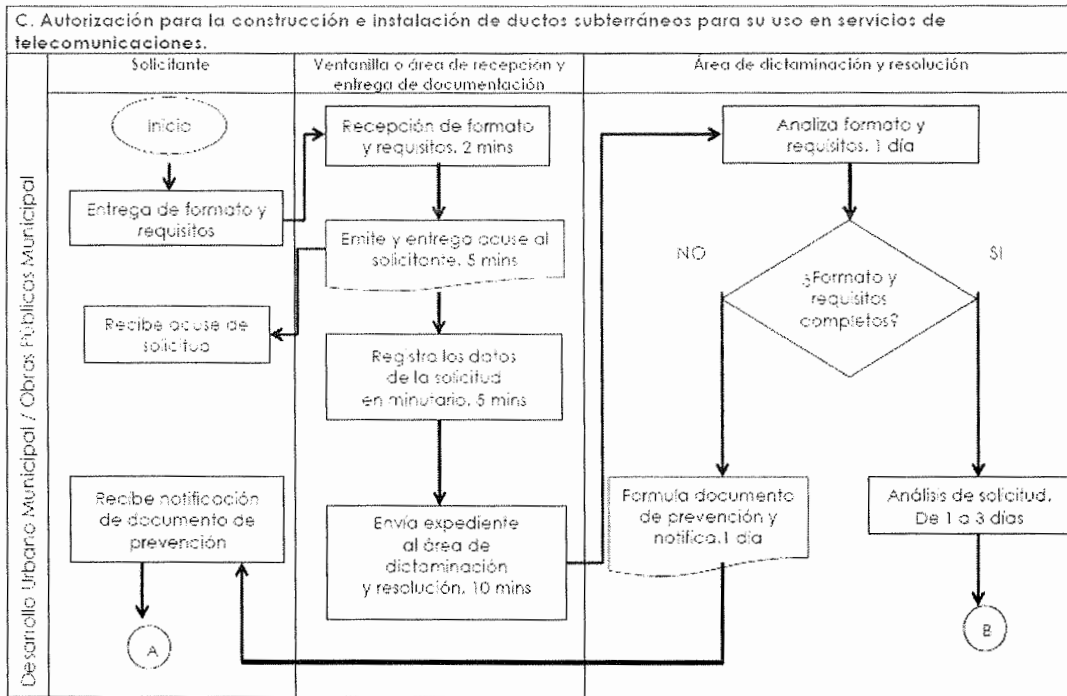 C. Autorización para la construcción e instalación de ductos subterráneos para su uso en servicios de
telecomunicaciones.
Solicitante
Ventanilla o área de recepción y
entrega de documentación
Área de dictaminación y resolución
Desarrollo Urbano Municipal / Obras Públicas Municipal
Inicio
Entrega de formato y
requisitos
Recibe acuse de
solicitud
Recibe notificación
de documento de
prevención
A
Recepción de formato
y requisitos. 2 mins
Emite y entrega acuse al
solicitante. 5 mins
Registra los datos
de la solicitud
en minutario. 5 mins
Envía expediente
al área de
dictaminación
y resolución. 10 mins
Analiza formato y
requisitos. 1 día
NO
SI
¿Formato y
requisitos
completos?
Formula documento
de prevención y
notifica.1 día
Análisis de solicitud.
De 1 a 3 días
B